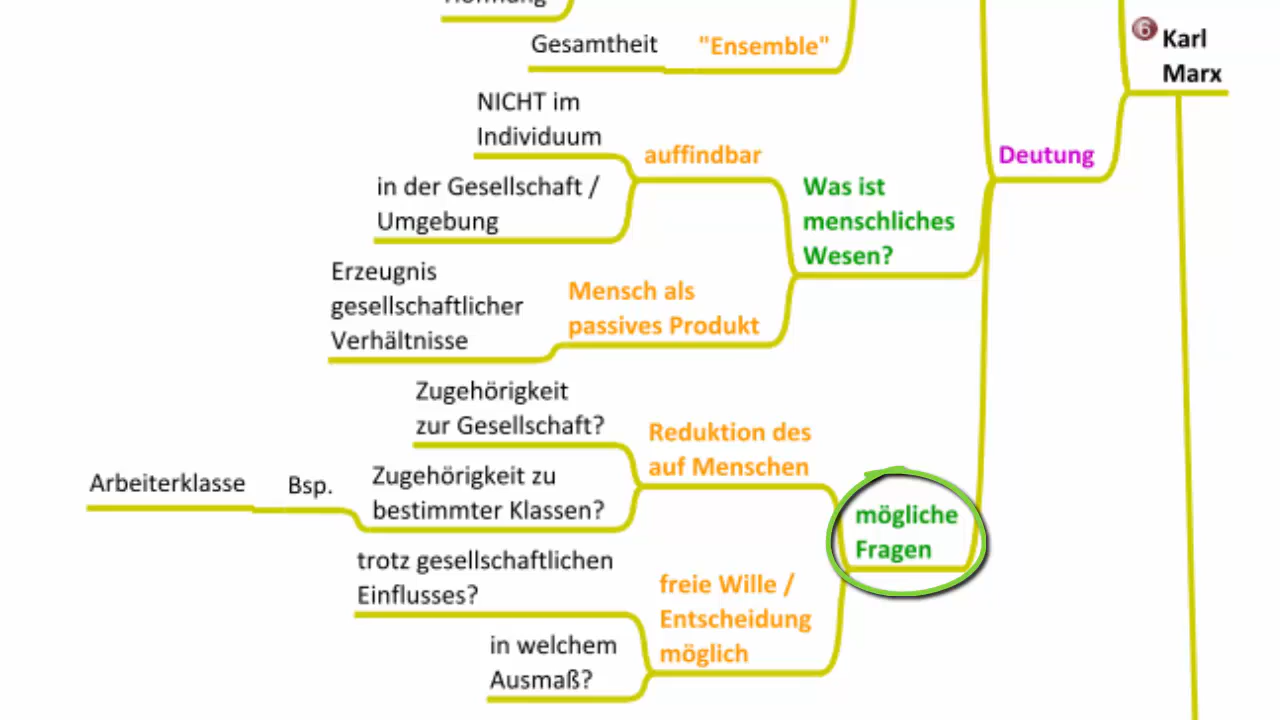 Hoffnung
Gesamtheit
"Ensemble"
6
Karl
Marx
NICHT im
Individuum
auffindbar
Deutung
in der Gesellschaft /
Umgebung
Was ist
menschliches
Wesen?
Erzeugnis
gesellschaftlicher
Verhältnisse
Mensch als
passives Produkt
Zugehörigkeit
zur Gesellschaft?
Reduktion des
auf Menschen
Arbeiterklasse
Bsp.
Zugehörigkeit zu
bestimmter Klassen?
mögliche
Fragen
trotz gesellschaftlichen
Einflusses?
freie Wille /
Entscheidung
möglich
in welchem
Ausmaß?